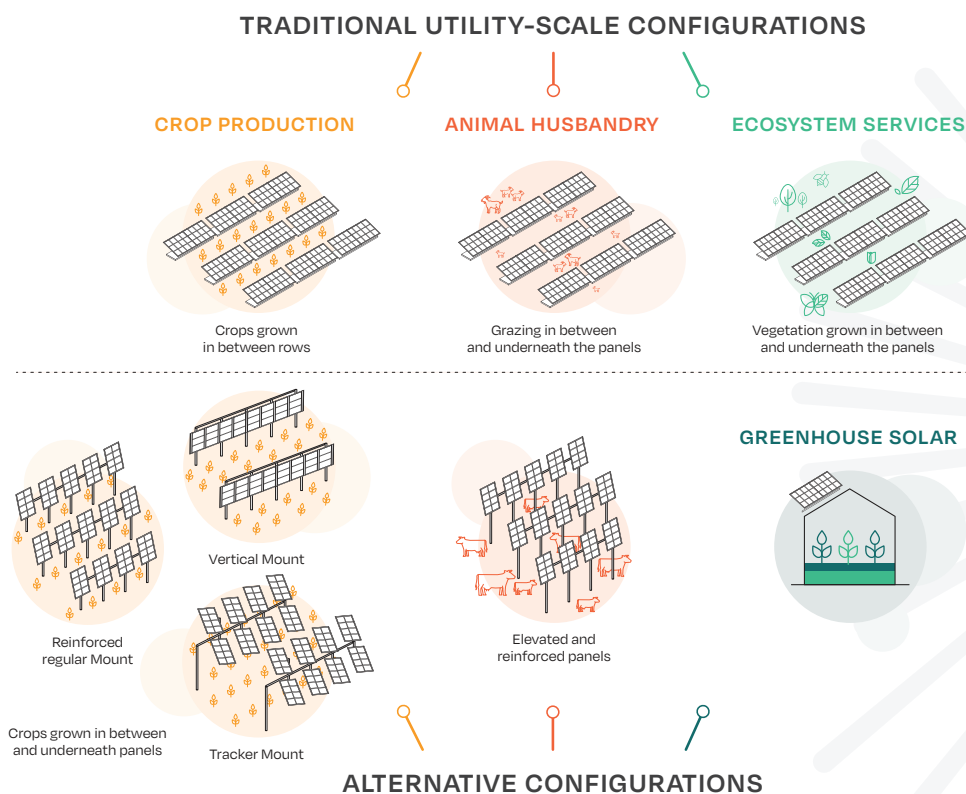 TRADITIONAL UTILITY-SCALE CONFIGURATIONS
CROP PRODUCTION
ANIMAL HUSBANDRY
ECOSYSTEM SERVICES
Crops grown
in between rows
Grazing in between
and underneath the panels
Vegetation grown in between
and underneath the panels
GREENHOUSE SOLAR
Vertical Mount
Reinforced
regular Mount
Elevated and
reinforced panels
Crops grown in between
and underneath panels
Tracker Mount
ALTERNATIVE CONFIGURATIONS